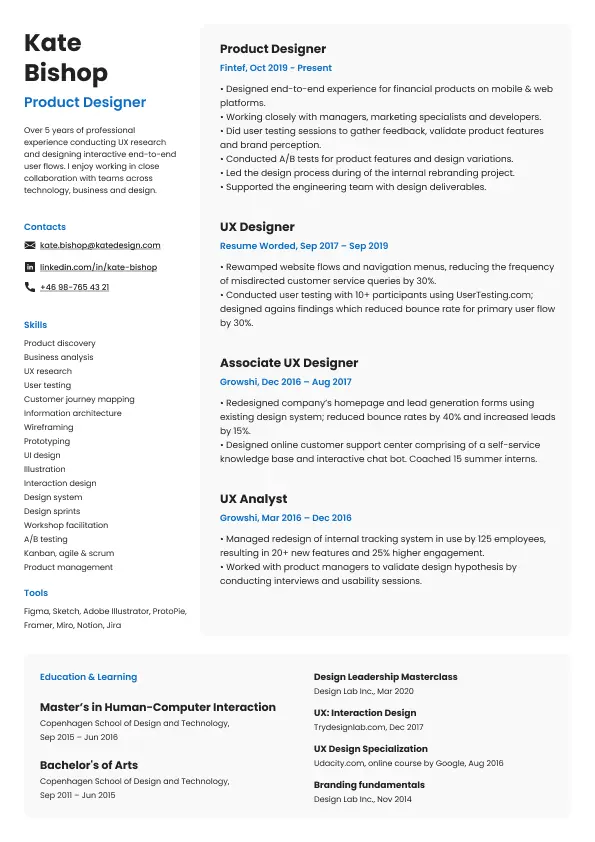 Kate
Bishop
Product Designer
Over 5 years of professional
experience conducting UX research
and designing interactive end-to-end
user flows. I enjoy working in close
collaboration with teams across
technology, business and design.
Contacts
kate.bishop@katedesign.com
linkedin.com/in/kate-bishop
+46 98-765 43 21
Skills
Product discovery
Business analysis
UX research
User testing
Customer journey mapping
Information architecture
Wireframing
Prototyping
UI design
Illustration
Interaction design
Design system
Design sprints
Workshop facilitation
A/B testing
Kanban, agile & scrum
Product management
Tools
Figma, Sketch, Adobe Illustrator, ProtoPie,
Framer, Miro, Notion, Jira
Product Designer
Fintef, Oct 2019 - Present
• Designed end-to-end experience for financial products on mobile & web
platforms.
• Working closely with managers, marketing specialists and developers.
• Did user testing sessions to gather feedback, validate product features
and brand perception.
• Conducted A/B tests for product features and design variations.
• Led the design process during of the internal rebranding project.
• Supported the engineering team with design deliverables.
UX Designer
Resume Worded, Sep 2017 – Sep 2019
• Rewamped website flows and navigation menus, reducing the frequency
of misdirected customer service queries by 30%.
• Conducted user testing with 10+ participants using UserTesting.com;
designed agains findings which reduced bounce rate for primary user flow
by 30%.
Associate UX Designer
Growshi, Dec 2016 – Aug 2017
• Redesigned company's homepage and lead generation forms using
existing design system; reduced bounce rates by 40% and increased leads
by 15%.
• Designed online customer support center comprising of a self-service
knowledge base and interactive chat bot. Coached 15 summer interns.
UX Analyst
Growshi, Mar 2016 – Dec 2016
• Managed redesign of internal tracking system in use by 125 employees,
resulting in 20+ new features and 25% higher engagement.
• Worked with product managers to validate design hypothesis by
conducting interviews and usability sessions.
Education & Learning
Master's in Human-Computer Interaction
Copenhagen School of Design and Technology,
Sep 2015 – Jun 2016
Bachelor's of Arts
Copenhagen School of Design and Technology,
Sep 2011 – Jun 2015
Design Leadership Masterclass
Design Lab Inc., Mar 2020
UX: Interaction Design
Trydesignlab.com, Dec 2017
UX Design Specialization
Udacity.com, online course by Google, Aug 2016
Branding fundamentals
Design Lab Inc., Nov 2014